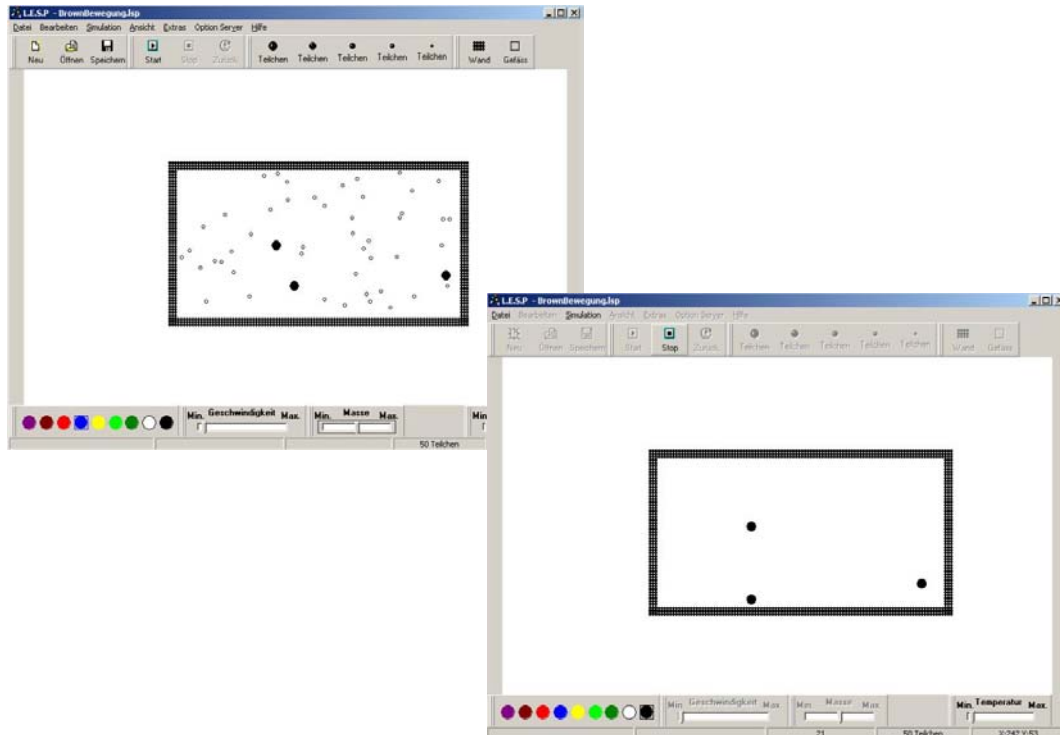 L.E.S.P - BrownBewegung.lsp
Datei Bearbeiten Simulation Ansicht Extras Option Server Hilfe
Neu Öffnen Speichern Start Stop Zurück Teilchen Teilchen Teilchen Teilchen Teilchen Wand Gefäss
Min. Geschwindigkeit Max. Min. Masse Max. Min
50 Teilchen
L.E.S.P - BrownBewegung.lsp
Datei Bearbeiten Simulation Ansicht Extras Option Server Hilfe
Neu Öffnen Speichern Start Stop Zurück Teilchen Teilchen Teilchen Teilchen Teilchen Wand Gefäss
Min. Geschwindigkeit Max. Min. Masse Max. Min. Temperatur Max.
21 50 Teilchen X:242 Y:53